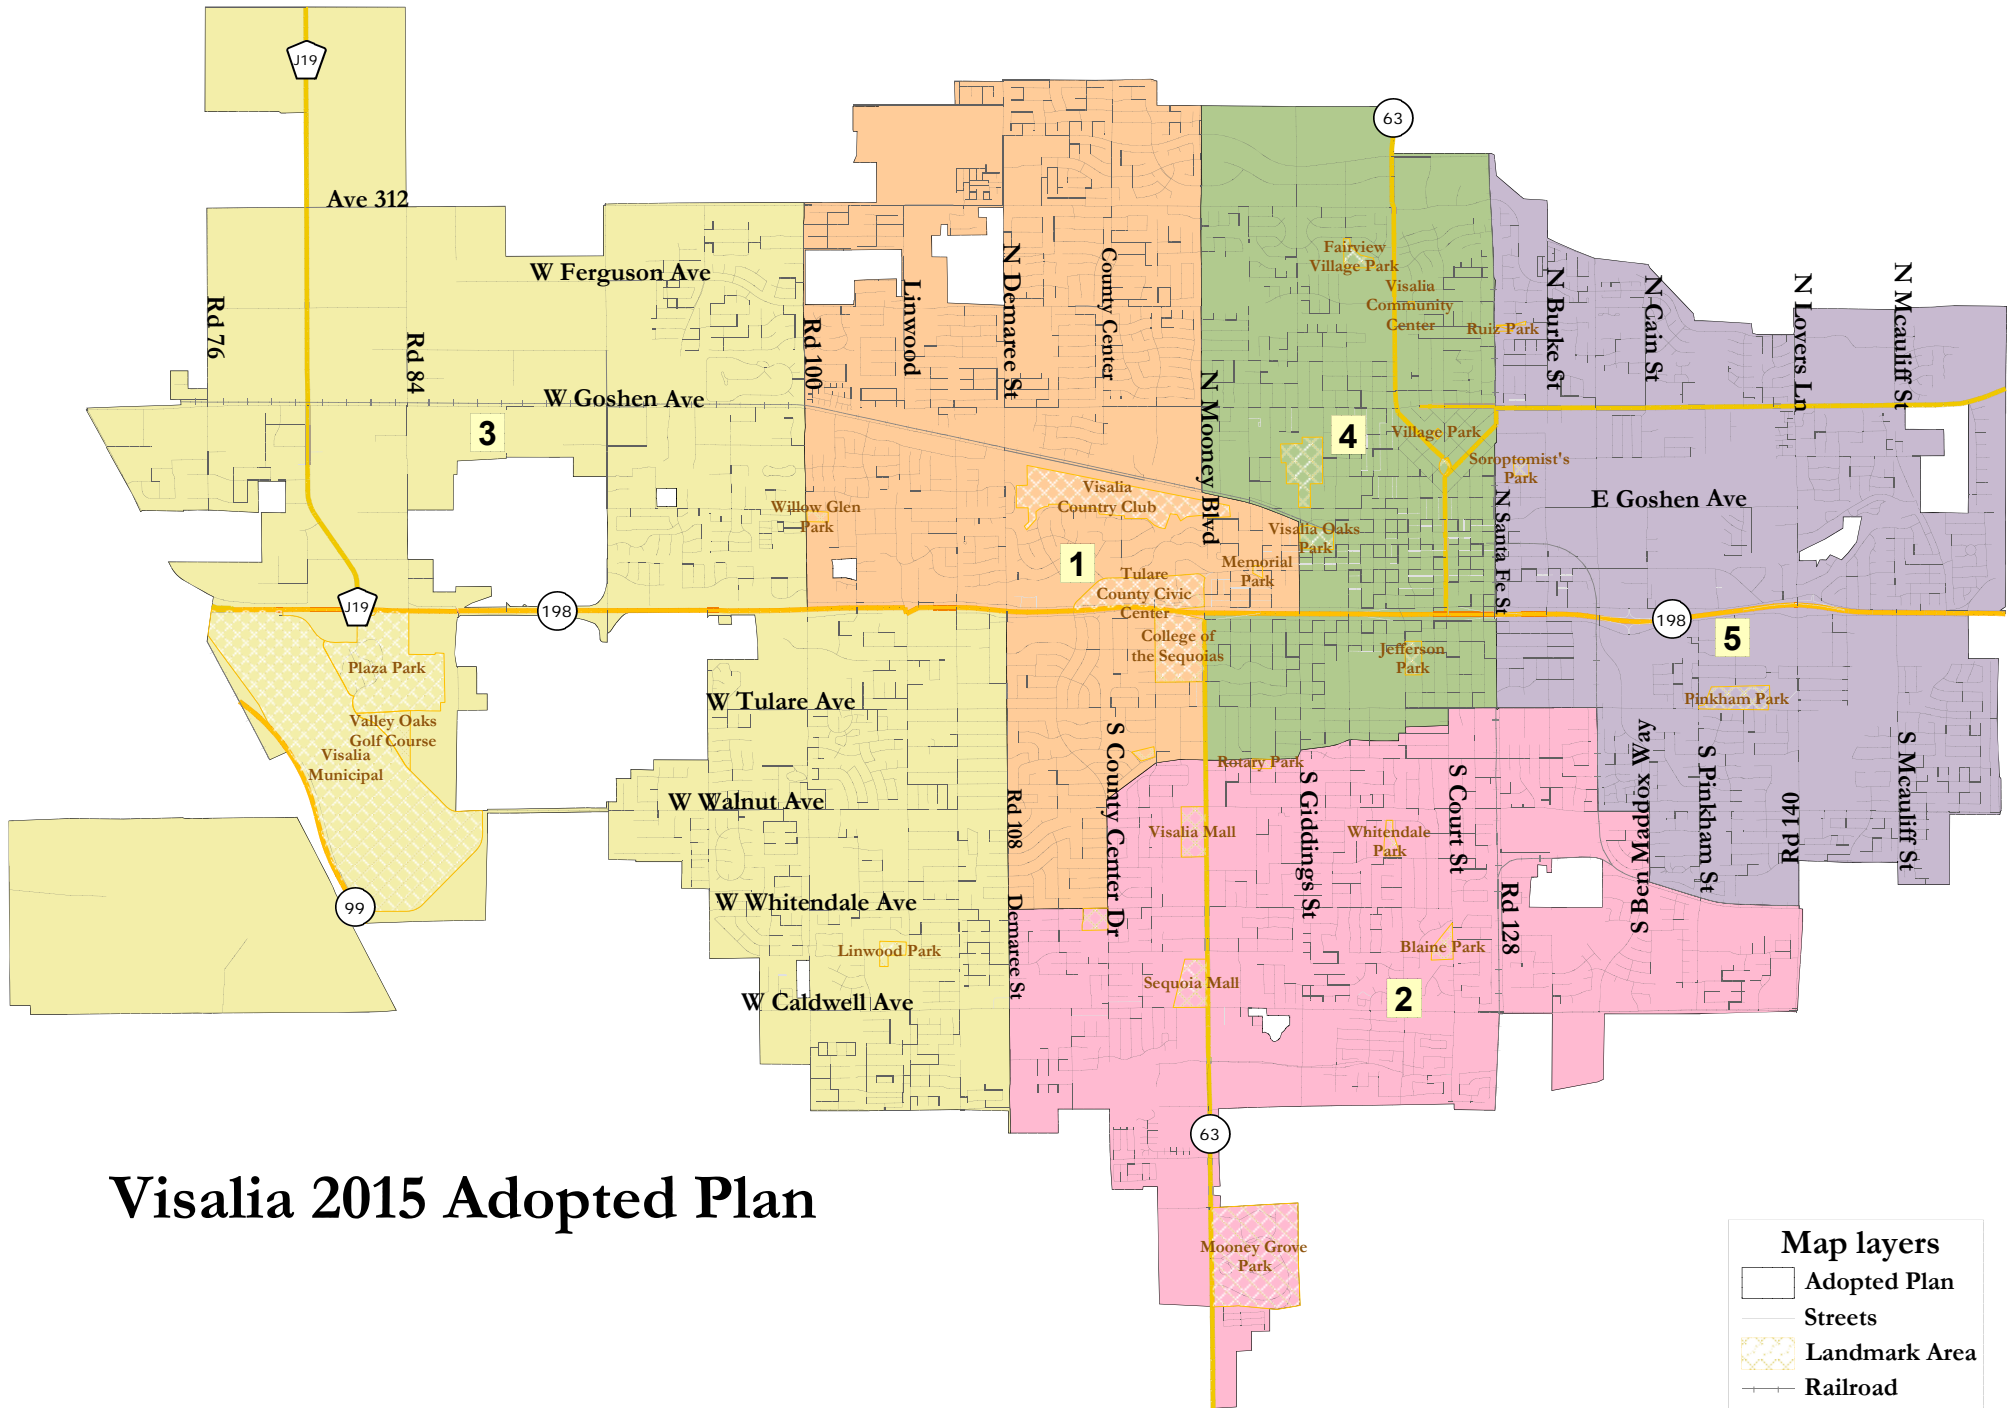 J19
63
Ave 312
W Ferguson Ave
Rd 76
Rd 84
Rd 100
Linwood
N Demaree St
County Center
Fairview
Village Park
Visalia
Community
Center
Ruiz Park
N Burke St
N Cain St
N Lovers Ln
N Mcauliff St
W Goshen Ave
3
N Mooney Blvd
4
Village Park
Soroptomist's
Park
Visalia
Country Club
Willow Glen
Park
E Goshen Ave
N Santa Fe St
Visalia Oaks
Park
Memorial
Park
1
Tulare
County Civic
Center
J19
198
198
College of
the Sequoias
Jefferson
Park
5
Plaza Park
Pinkham Park
W Tulare Ave
Valley Oaks
Golf Course
Visalia
Municipal
S County Center Dr
Rotary Park
S Giddings St
S Court St
S Ben Maddox Way
S Pinkham St
Rd 140
S Mcauliff St
W Walnut Ave
Rd 108
Visalia Mall
Whitendale
Park
99
W Whitendale Ave
Demaree St
Rd 128
Linwood Park
Blaine Park
Sequoia Mall
W Caldwell Ave
2
63
Visalia 2015 Adopted Plan
Mooney Grove
Park
Map layers
Adopted Plan
Streets
Landmark Area
Railroad